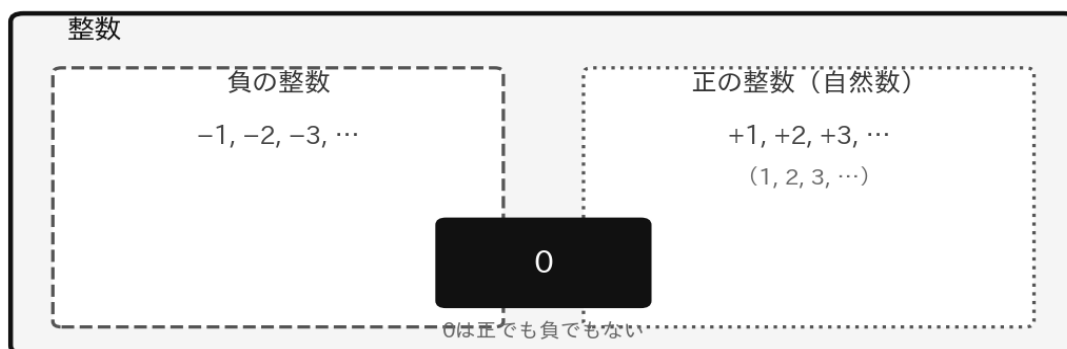 整数
負の整数
−1, −2, −3, …
正の整数（自然数）
+1, +2, +3, …
（1, 2, 3, …）
0
0は正でも負でもない